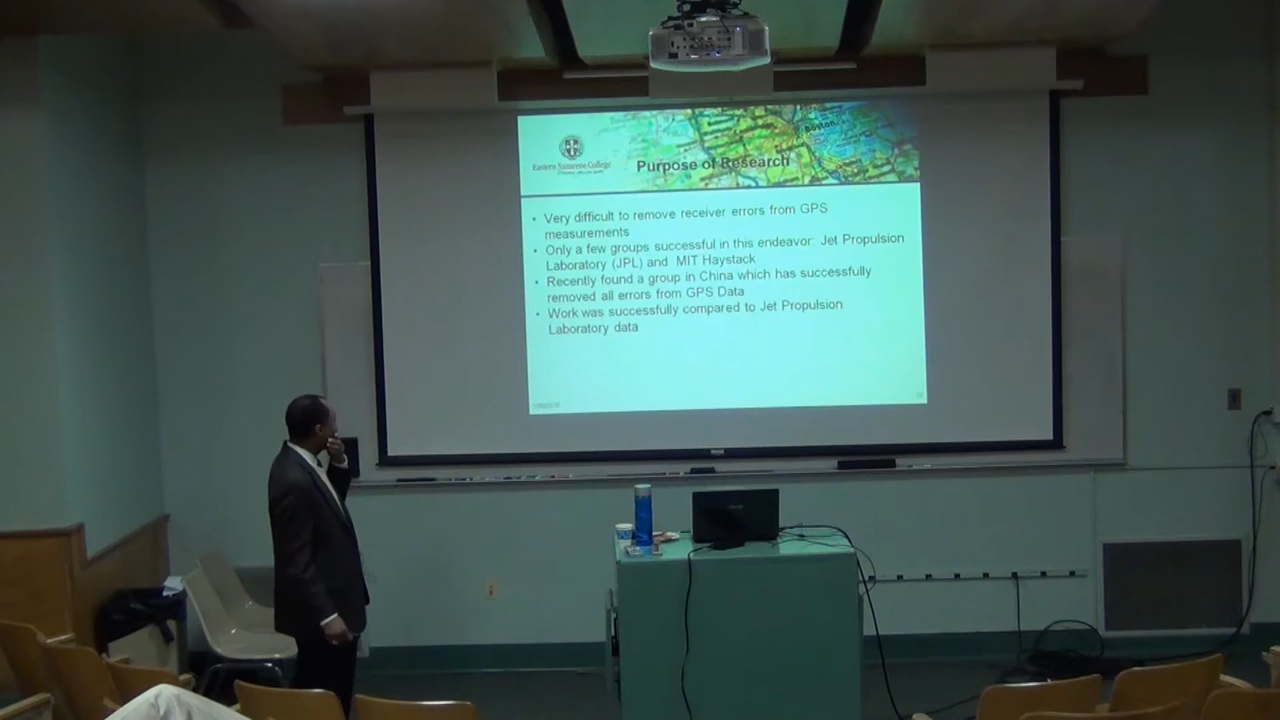 Boston
Eastern Nazarene College
Purpose of Research
• Very difficult to remove receiver errors from GPS
measurements
• Only a few groups successful in this endeavor: Jet Propulsion
Laboratory (JPL) and MIT Haystack
• Recently found a group in China which has successfully
removed all errors from GPS Data
• Work was successfully compared to Jet Propulsion
Laboratory data